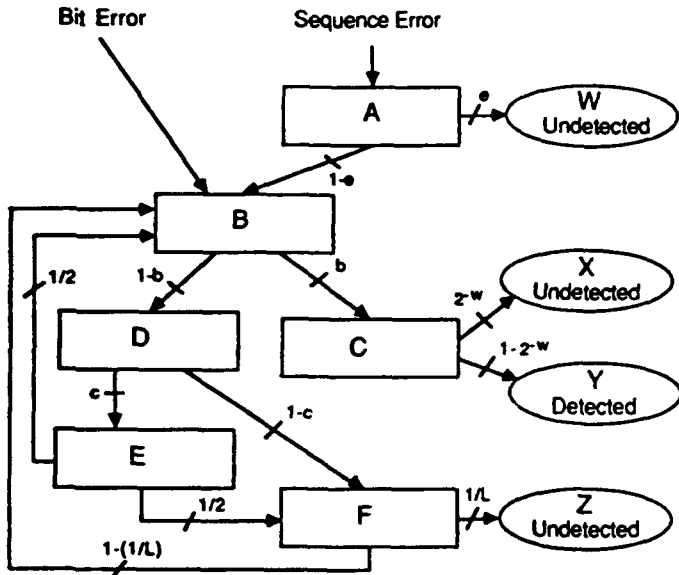 Bit Error
Sequence Error
A
e
W
Undetected
1-e
B
1/2
1-b
b
X
Undetected
2-w
D
C
1 - 2-w
Y
Detected
c
1-c
E
1/2
F
1/L
Z
Undetected
1-(1/L)